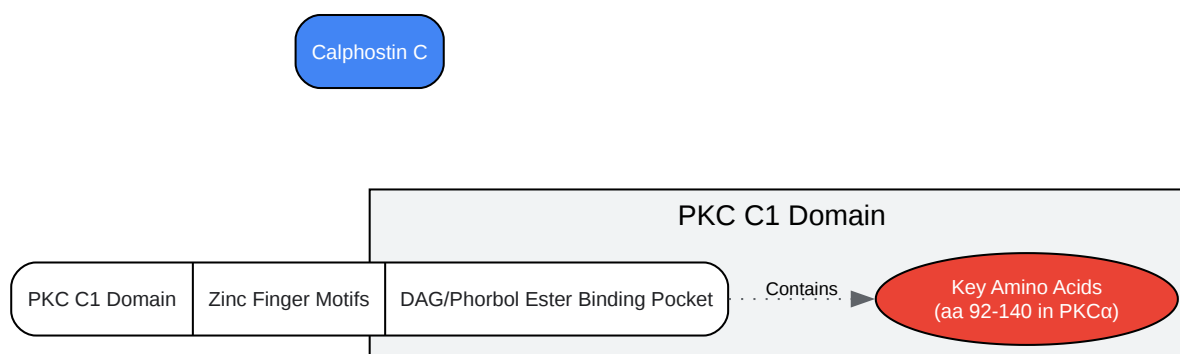 Calphostin C
PKC C1 Domain
PKC C1 Domain
Zinc Finger Motifs
DAG/Phorbol Ester Binding Pocket
Contains
Key Amino Acids
(aa 92-140 in PKCα)